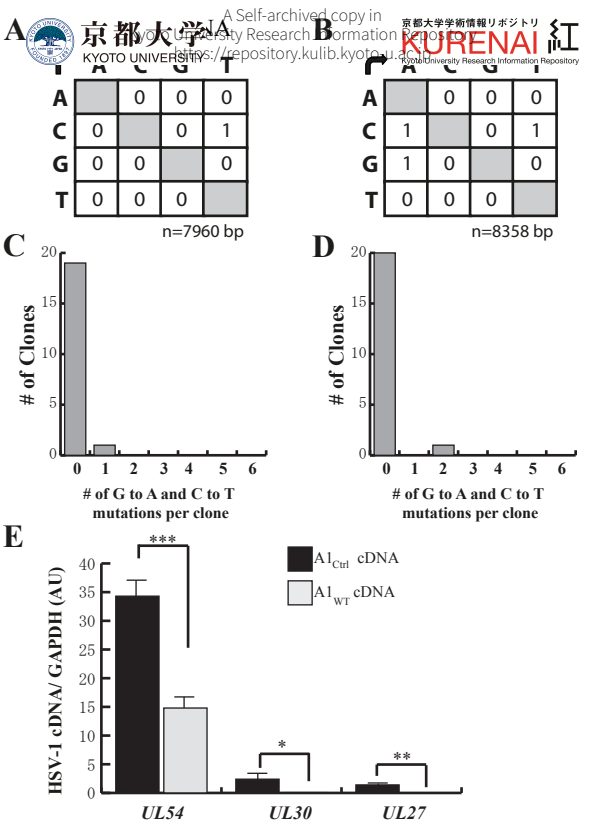 A Self-archived copy in
Kyoto University Research Information Repository
https://repository.kulib.kyoto-u.ac.jp
京都大学
KYOTO UNIVERSITY
京都大学学術情報リポジトリ
KURENAI 紅
Kyoto University Research Information Repository
KYOTO UNIVERSITY
FOUNDED 1897
A
A C G T
A 0 0 0
C 0 0 1
G 0 0 0
T 0 0 0
n=7960 bp
B
A C G T
A 0 0 0
C 1 0 1
G 1 0 0
T 0 0 0
n=8358 bp
C
# of Clones
20
15
10
5
0
0 1 2 3 4 5 6
# of G to A and C to T
mutations per clone
D
# of Clones
20
15
10
5
0
0 1 2 3 4 5 6
# of G to A and C to T
mutations per clone
E
HSV-1 cDNA/ GAPDH (AU)
40
35
30
25
20
15
10
5
0
***
*
**
A1Ctrl cDNA
A1WT cDNA
UL54 UL30 UL27